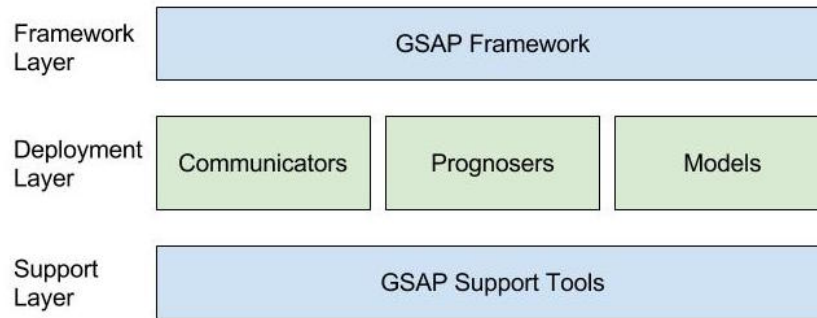 Framework
Layer
GSAP Framework
Deployment
Layer
Communicators
Prognosers
Models
Support
Layer
GSAP Support Tools